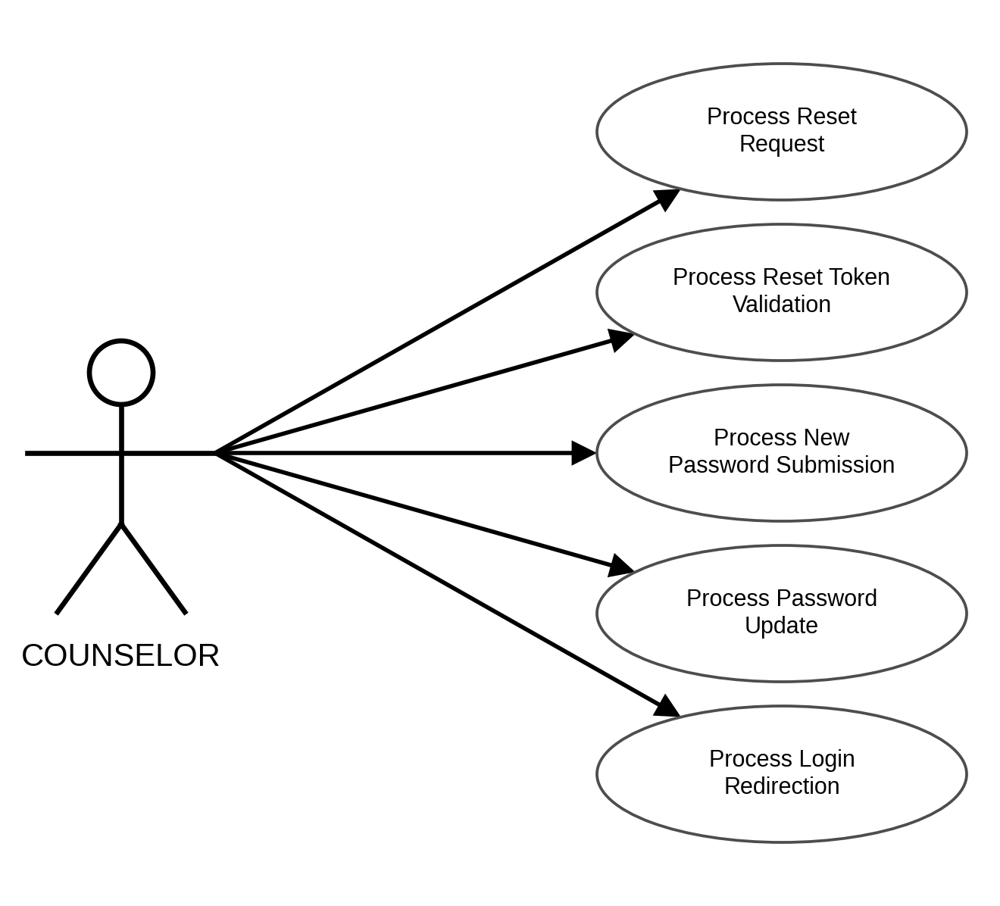 Process Reset
Request
Process Reset Token
Validation
Process New
Password Submission
Process Password
Update
COUNSELOR
Process Login
Redirection